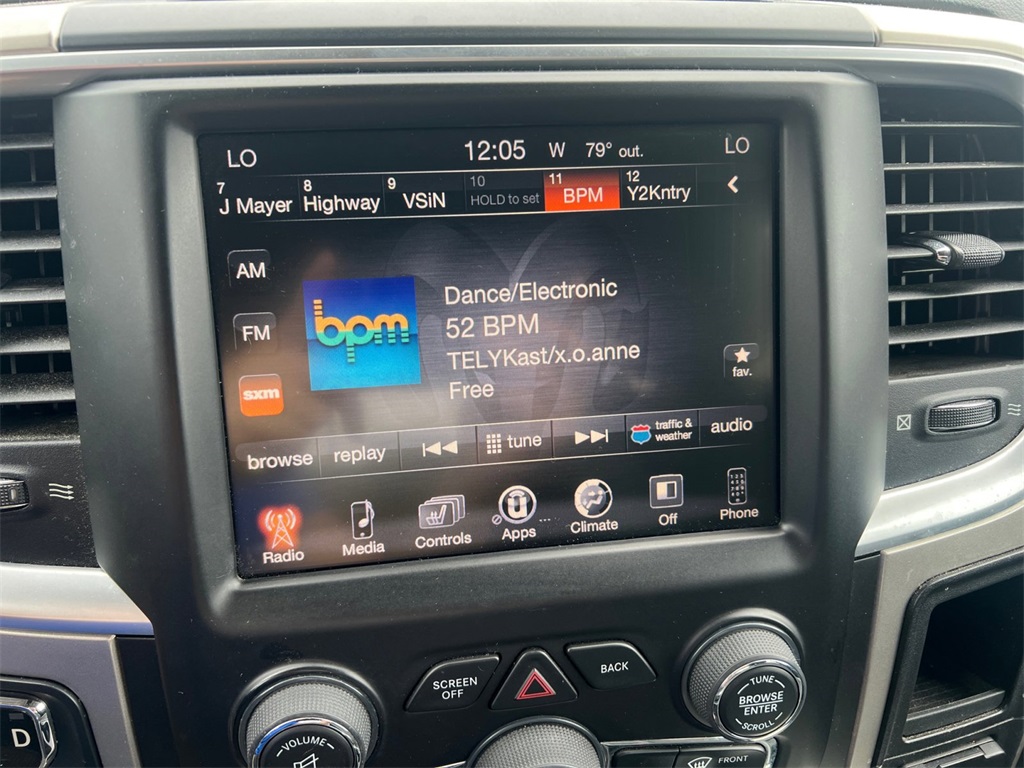 LO 12:05 W 79° out. LO
7 J Mayer 8 Highway 9 VSiN 10 HOLD to set 11 BPM 12 Y2Kntry
AM
FM
sxm
bpm
Dance/Electronic
52 BPM
TELYKast/x.o.anne
Free
fav.
browse replay tune traffic & weather audio
Radio Media Controls Apps Climate Off Phone
SCREEN OFF
BACK
TUNE
BROWSE
ENTER
SCROLL
VOLUME
FRONT
D